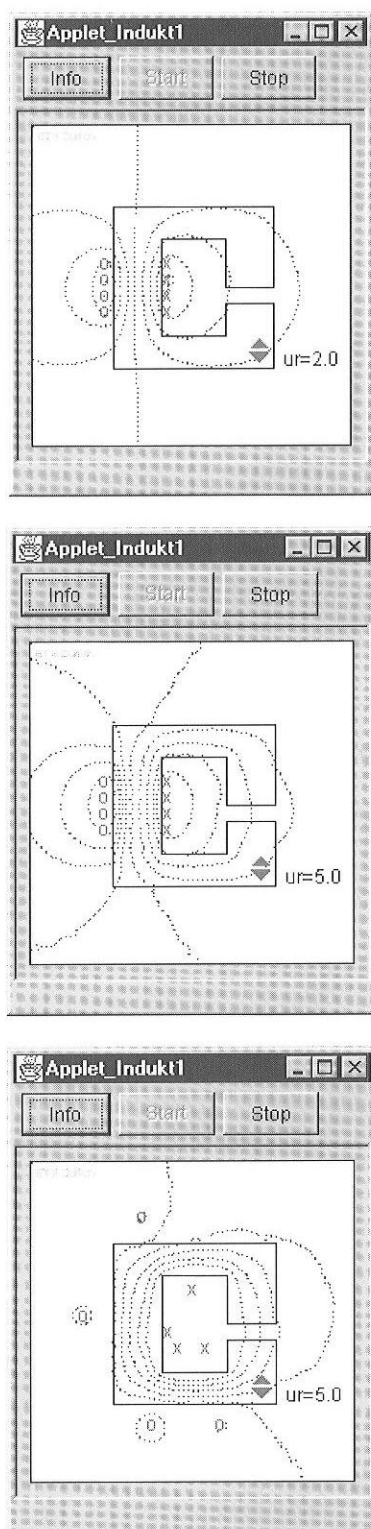 Applet_Indukt1
Info Start Stop
O X
O X
O X
O X
ur=2.0
Applet_Indukt1
Info Start Stop
O X
O X
O X
O X
ur=5.0
Applet_Indukt1
Info Start Stop
O
X
O X
X X
ur=5.0
O O